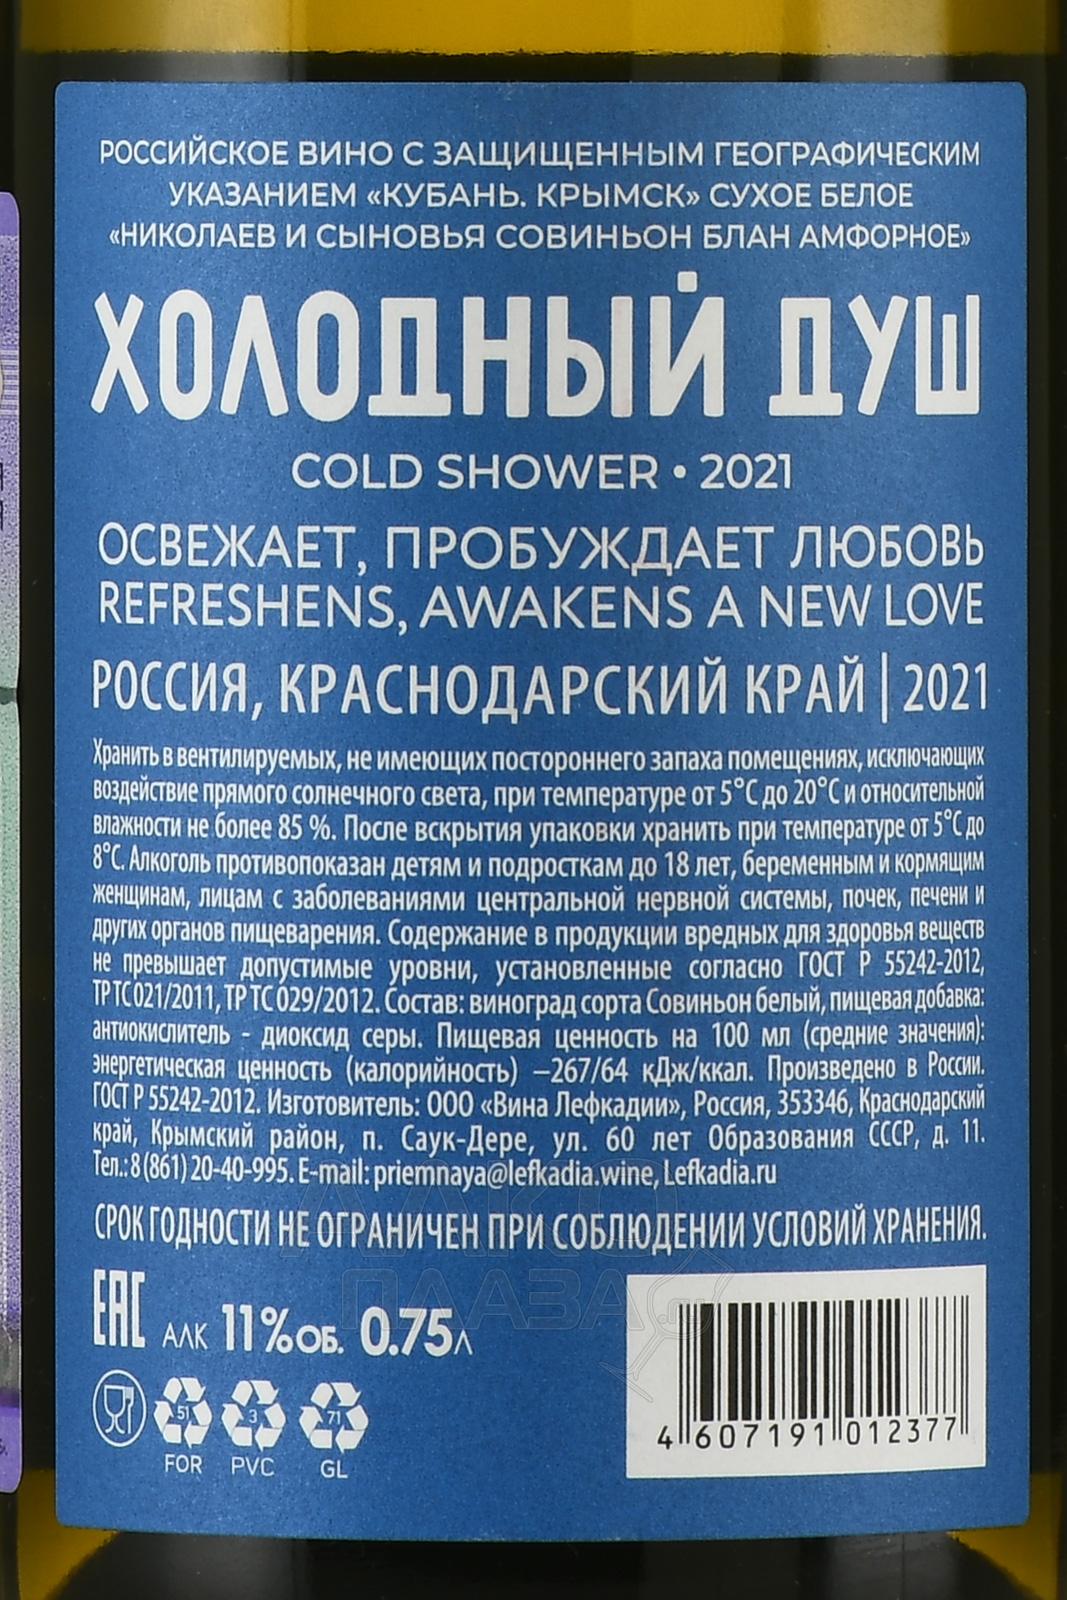 РОССИЙСКОЕ ВИНО С ЗАЩИЩЕННЫМ ГЕОГРАФИЧЕСКИМ
УКАЗАНИЕМ «КУБАНЬ. КРЫМСК» СУХОЕ БЕЛОЕ
«НИКОЛАЕВ И СЫНОВЬЯ СОВИНЬОН БЛАН АМФОРНОЕ»
ХОЛОДНЫЙ ДУШ
COLD SHOWER • 2021
ОСВЕЖАЕТ, ПРОБУЖДАЕТ ЛЮБОВЬ
REFRESHENS, AWAKENS A NEW LOVE
РОССИЯ, КРАСНОДАРСКИЙ КРАЙ | 2021
Хранить в вентилируемых, не имеющих постороннего запаха помещениях, исключающих
воздействие прямого солнечного света, при температуре от 5°С до 20°С и относительной
влажности не более 85 %. После вскрытия упаковки хранить при температуре от 5°С до
8°С. Алкоголь противопоказан детям и подросткам до 18 лет, беременным и кормящим
женщинам, лицам с заболеваниями центральной нервной системы, почек, печени и
других органов пищеварения. Содержание в продукции вредных для здоровья веществ
не превышает допустимые уровни, установленные согласно ГОСТ Р 55242-2012,
ТР ТС 021/2011, ТР ТС 029/2012. Состав: виноград сорта Совиньон белый, пищевая добавка:
антиокислитель - диоксид серы. Пищевая ценность на 100 мл (средние значения):
энергетическая ценность (калорийность) –267/64 кДж/ккал. Произведено в России.
ГОСТ Р 55242-2012. Изготовитель: ООО «Вина Лефкадии», Россия, 353346, Краснодарский
край, Крымский район, п. Саук-Дере, ул. 60 лет Образования СССР, д. 11.
Тел.: 8 (861) 20-40-995. E-mail: priemnaya@lefkadia.wine, Lefkadia.ru
СРОК ГОДНОСТИ НЕ ОГРАНИЧЕН ПРИ СОБЛЮДЕНИИ УСЛОВИЙ ХРАНЕНИЯ.
ЕАС АЛК 11%ОБ. 0.75Л
51 3 71
FOR PVC GL
4 607191 012377
АЛКО
ПЛАЗА.ru